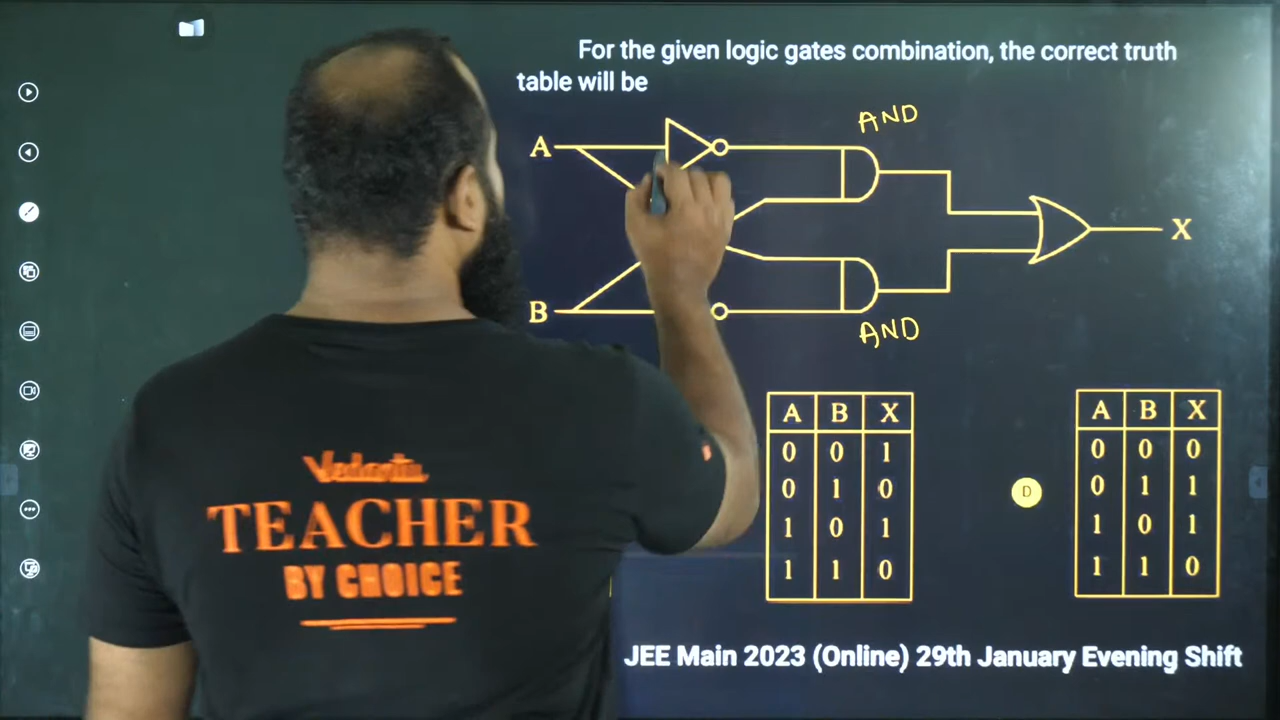 For the given logic gates combination, the correct truth
table will be
AND
A
X
B
AND
A B X
0 0 1
0 1 0
1 0 1
1 1 0
D
A B X
0 0 0
0 1 1
1 0 1
1 1 0
Vedantu
TEACHER
BY CHOICE
JEE Main 2023 (Online) 29th January Evening Shift